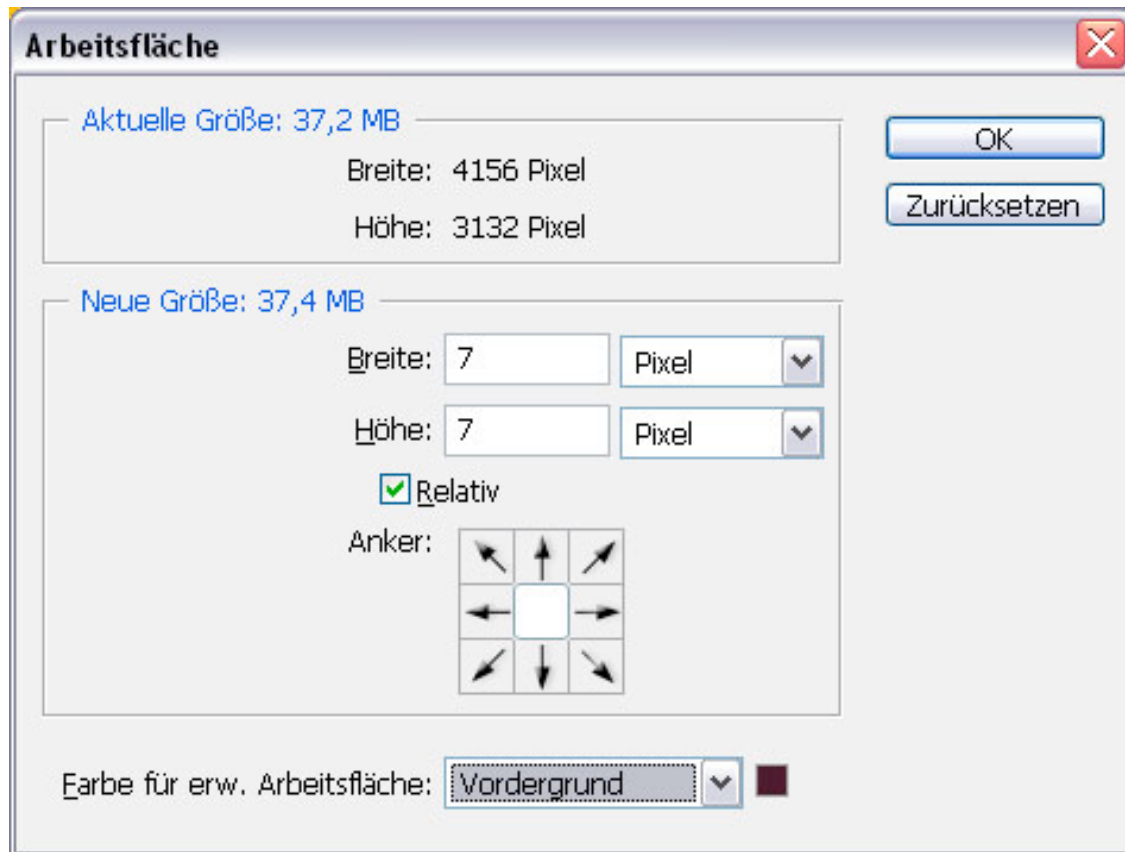 Arbeitsfläche
Aktuelle Größe: 37,2 MB
Breite: 4156 Pixel
Höhe: 3132 Pixel
OK
Zurücksetzen
Neue Größe: 37,4 MB
Breite: 7 Pixel
Höhe: 7 Pixel
Relativ
Anker:
Farbe für erw. Arbeitsfläche: Vordergrund